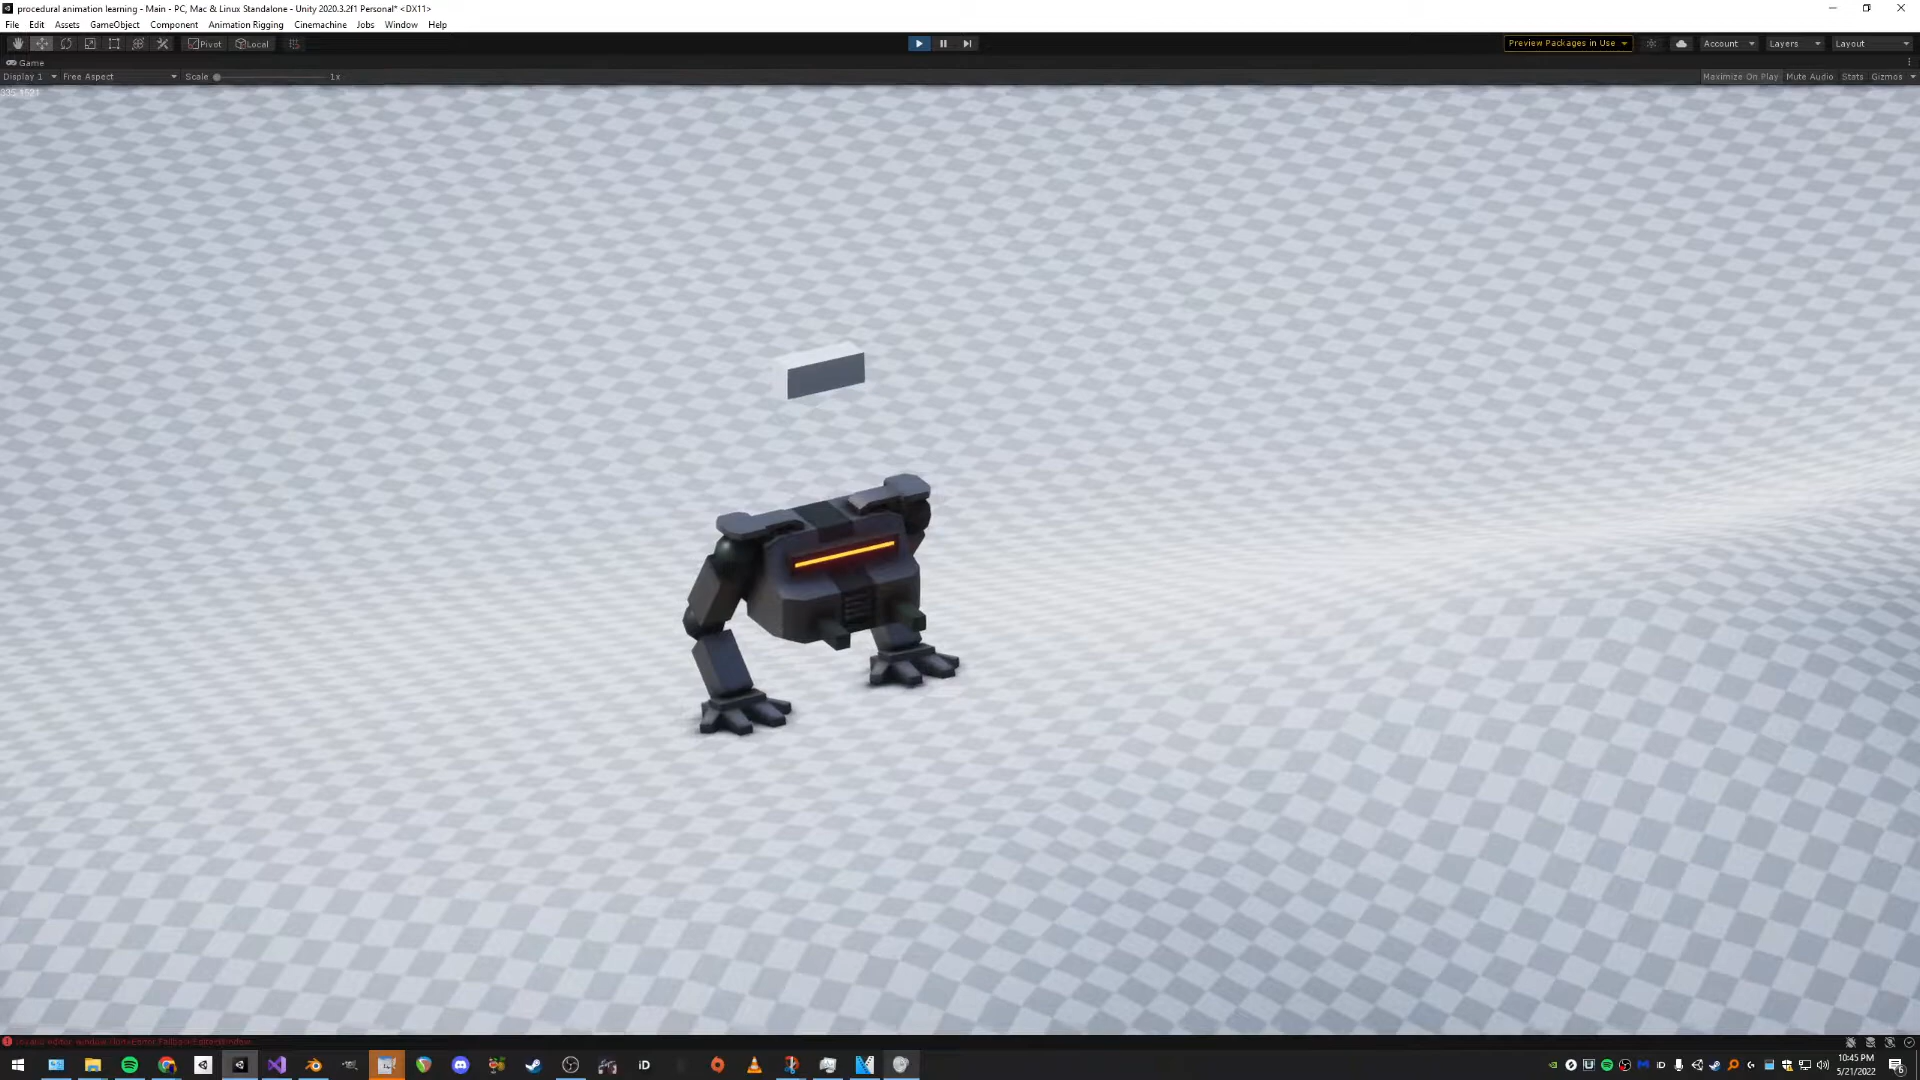 procedural animation learning - Main - PC, Mac & Linux Standalone - Unity 2020.3.2f1 Personal* <DX11>
File Edit Assets GameObject Component Animation Rigging Cinemachine Jobs Window Help
Pivot Local Preview Packages in Use Account Layers Layout
Game
Display 1 Free Aspect Scale 1x Maximize On Play Mute Audio Stats Gizmos
iD
10:45 PM
5/21/2022
6